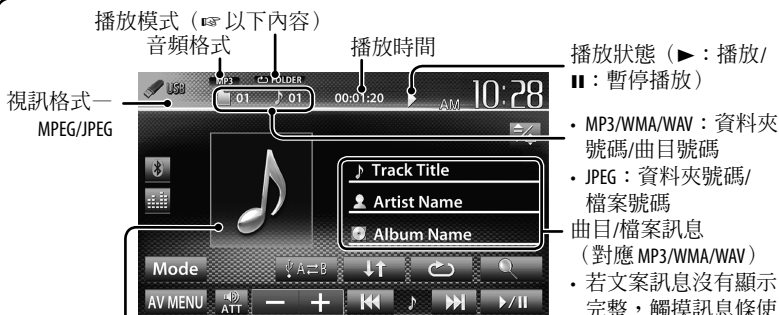 播放模式（☞以下內容）
音頻格式
播放時間
播放狀態（►：播放/
II：暫停播放）
視訊格式—
MPEG/JPEG
USB
MP3
FOLDER
01
01
00:01:20
AM 10:28
• MP3/WMA/WAV：資料夾
號碼/曲目號碼
• JPEG：資料夾號碼/
檔案號碼
曲目/檔案訊息
（對應 MP3/WMA/WAV）
• 若文案訊息沒有顯示
完整，觸摸訊息條使
Track Title
Artist Name
Album Name
Mode
A⇄B
AV MENU
ATT